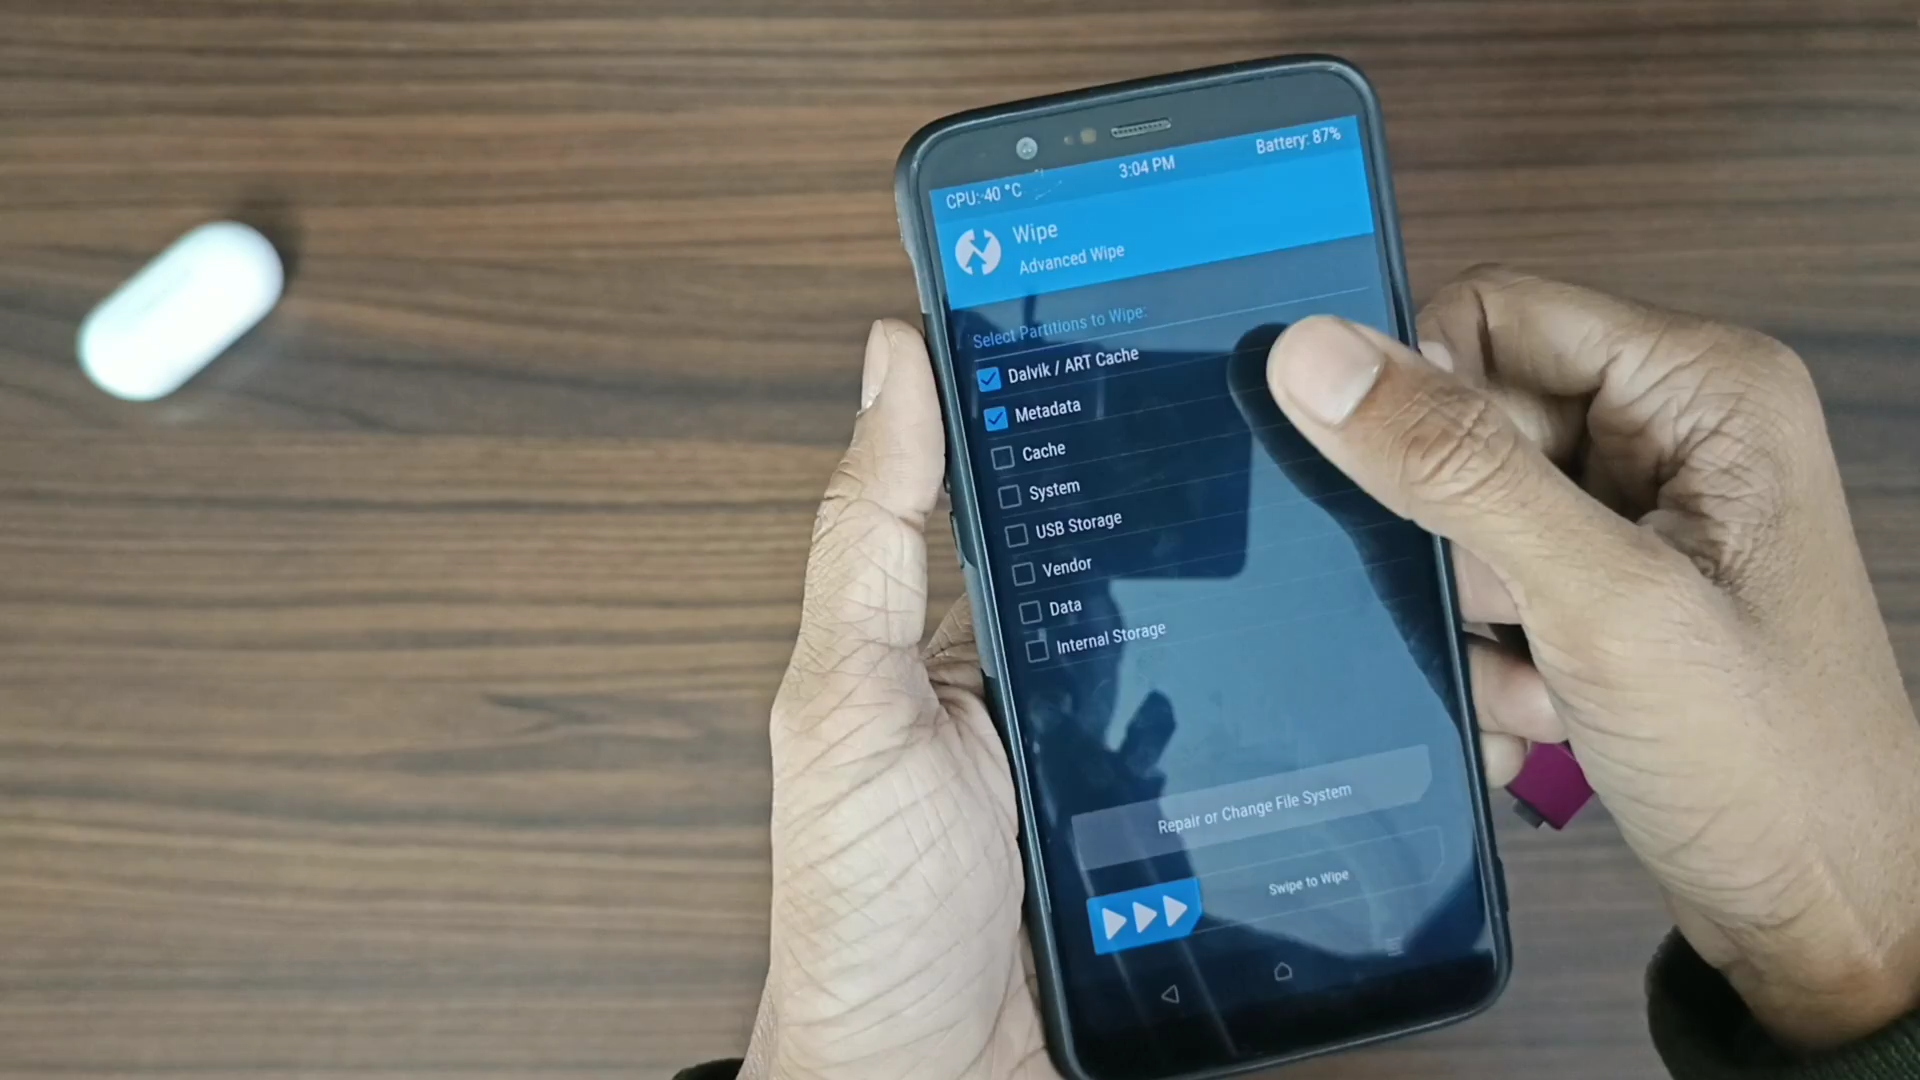 CPU: 40 °C
3:04 PM
Battery: 87%
Wipe
Advanced Wipe
Select Partitions to Wipe:
Dalvik / ART Cache
Metadata
Cache
System
USB Storage
Vendor
Data
Internal Storage
Repair or Change File System
Swipe to Wipe